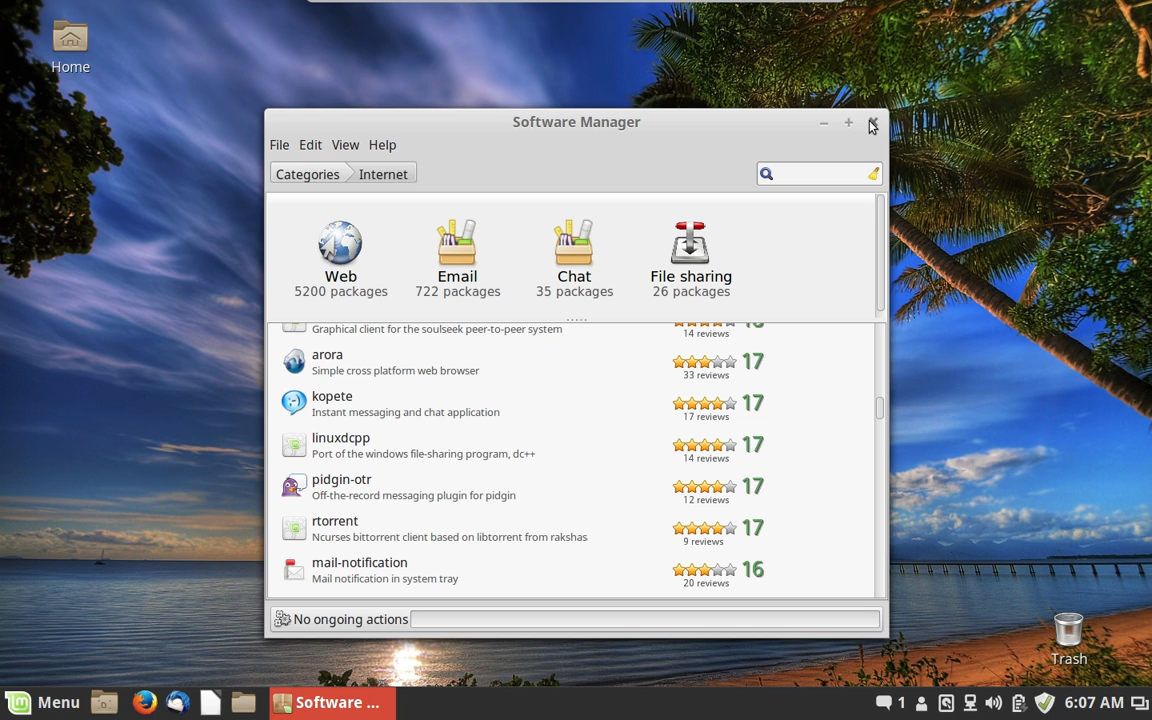 Home
Software Manager
File Edit View Help
Categories Internet
Web
5200 packages
Email
722 packages
Chat
35 packages
File sharing
26 packages
Graphical client for the soulseek peer-to-peer system
14 reviews
arora
Simple cross platform web browser
17
33 reviews
kopete
Instant messaging and chat application
17
17 reviews
linuxdcpp
Port of the windows file-sharing program, dc++
17
14 reviews
pidgin-otr
Off-the-record messaging plugin for pidgin
17
12 reviews
rtorrent
Ncurses bittorrent client based on libtorrent from rakshas
17
9 reviews
mail-notification
Mail notification in system tray
16
20 reviews
No ongoing actions
Trash
Menu
Software ...
1
6:07 AM